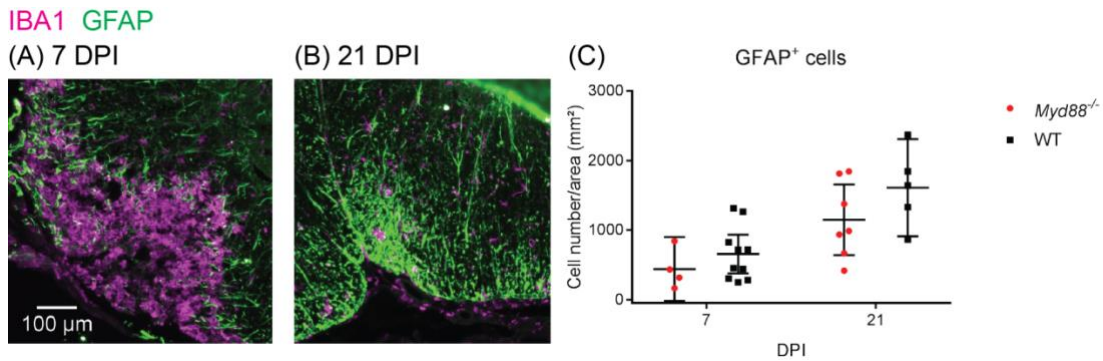 IBA1 GFAP
(A) 7 DPI
(B) 21 DPI
(C)
GFAP⁺ cells
100 µm
Cell number/area (mm²)
3000
2000
1000
0
7
21
DPI
Myd88⁻/⁻
WT